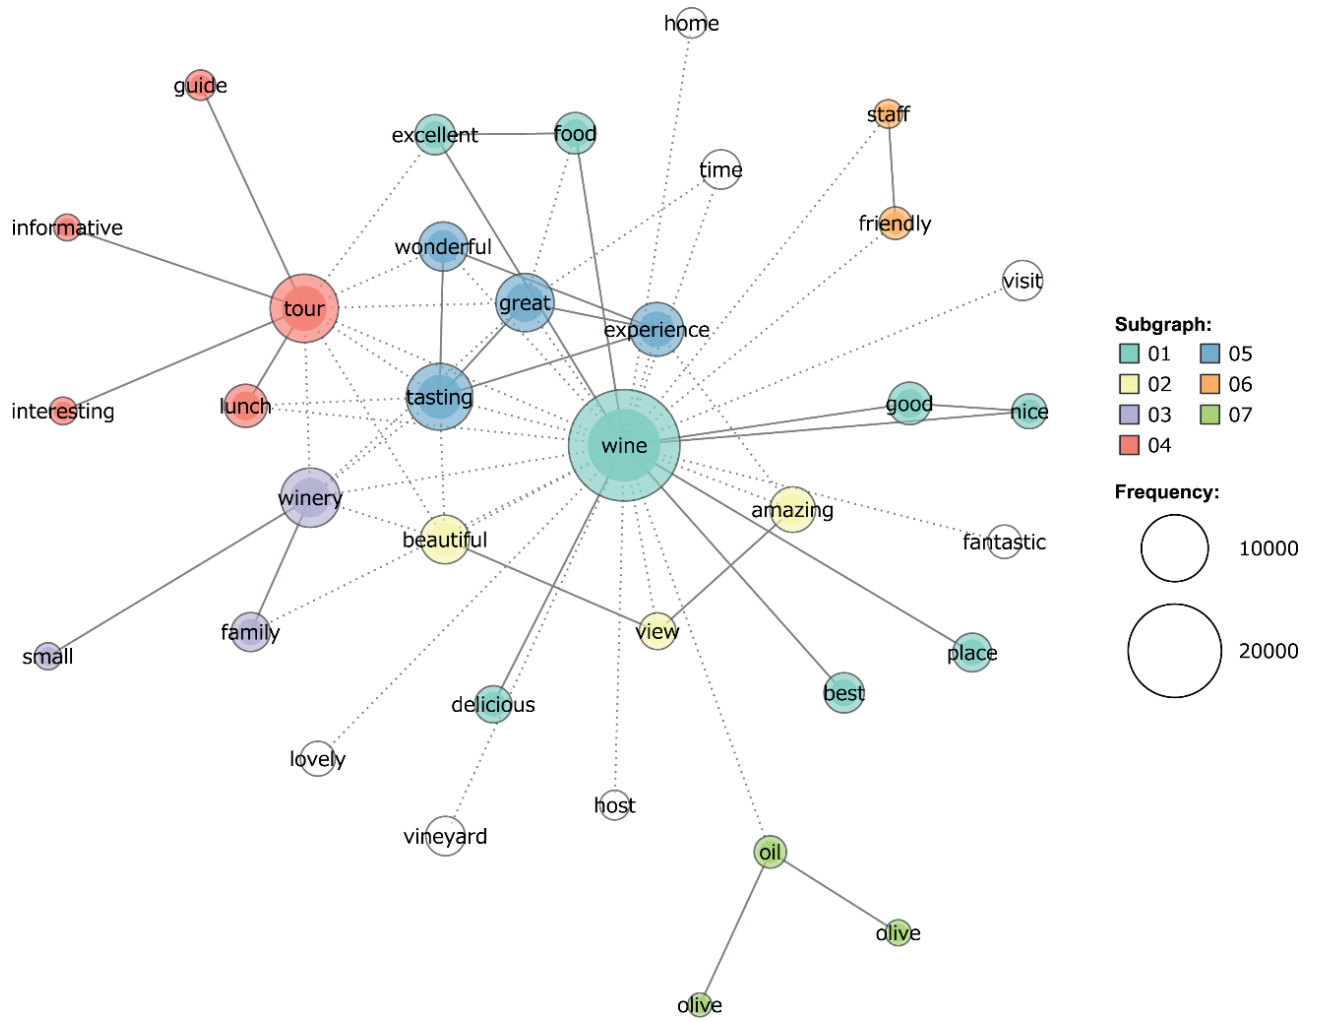 home
guide
staff
excellent
food
time
informative
friendly
wonderful
visit
tour
great
experience
Subgraph:
01 05
02 06
03 07
04
tasting
lunch
interesting
good
nice
wine
winery
amazing
Frequency:
beautiful
fantastic
10000
family
view
small
place
20000
best
delicious
lovely
host
vineyard
oil
olive
olive